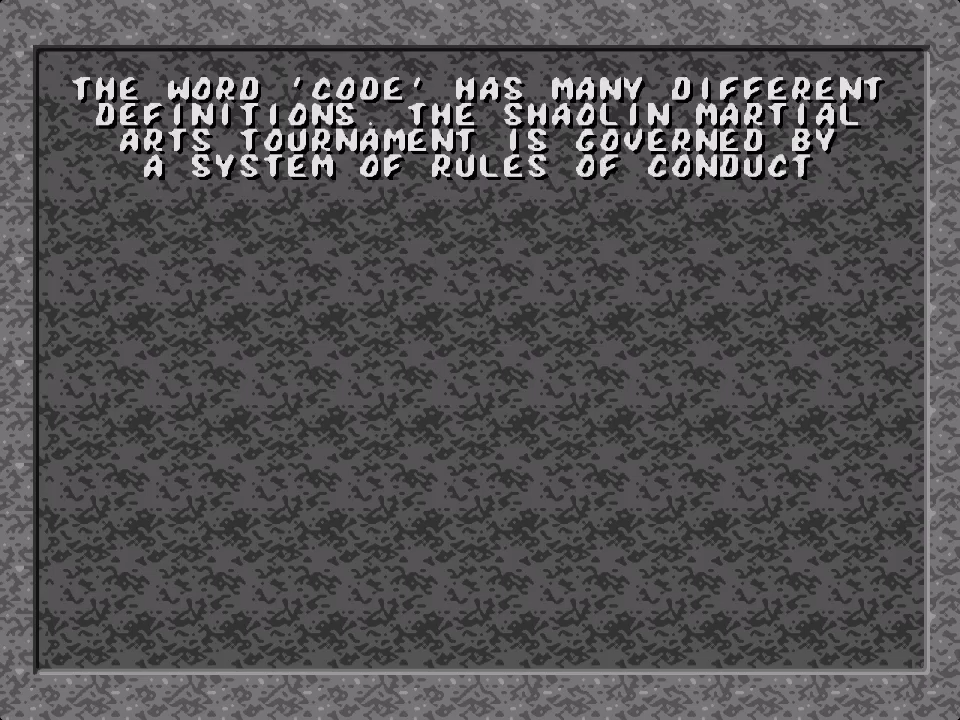 THE WORD 'CODE' HAS MANY DIFFERENT
DEFINITIONS. THE SHAOLIN MARTIAL
ARTS TOURNAMENT IS GOVERNED BY
A SYSTEM OF RULES OF CONDUCT